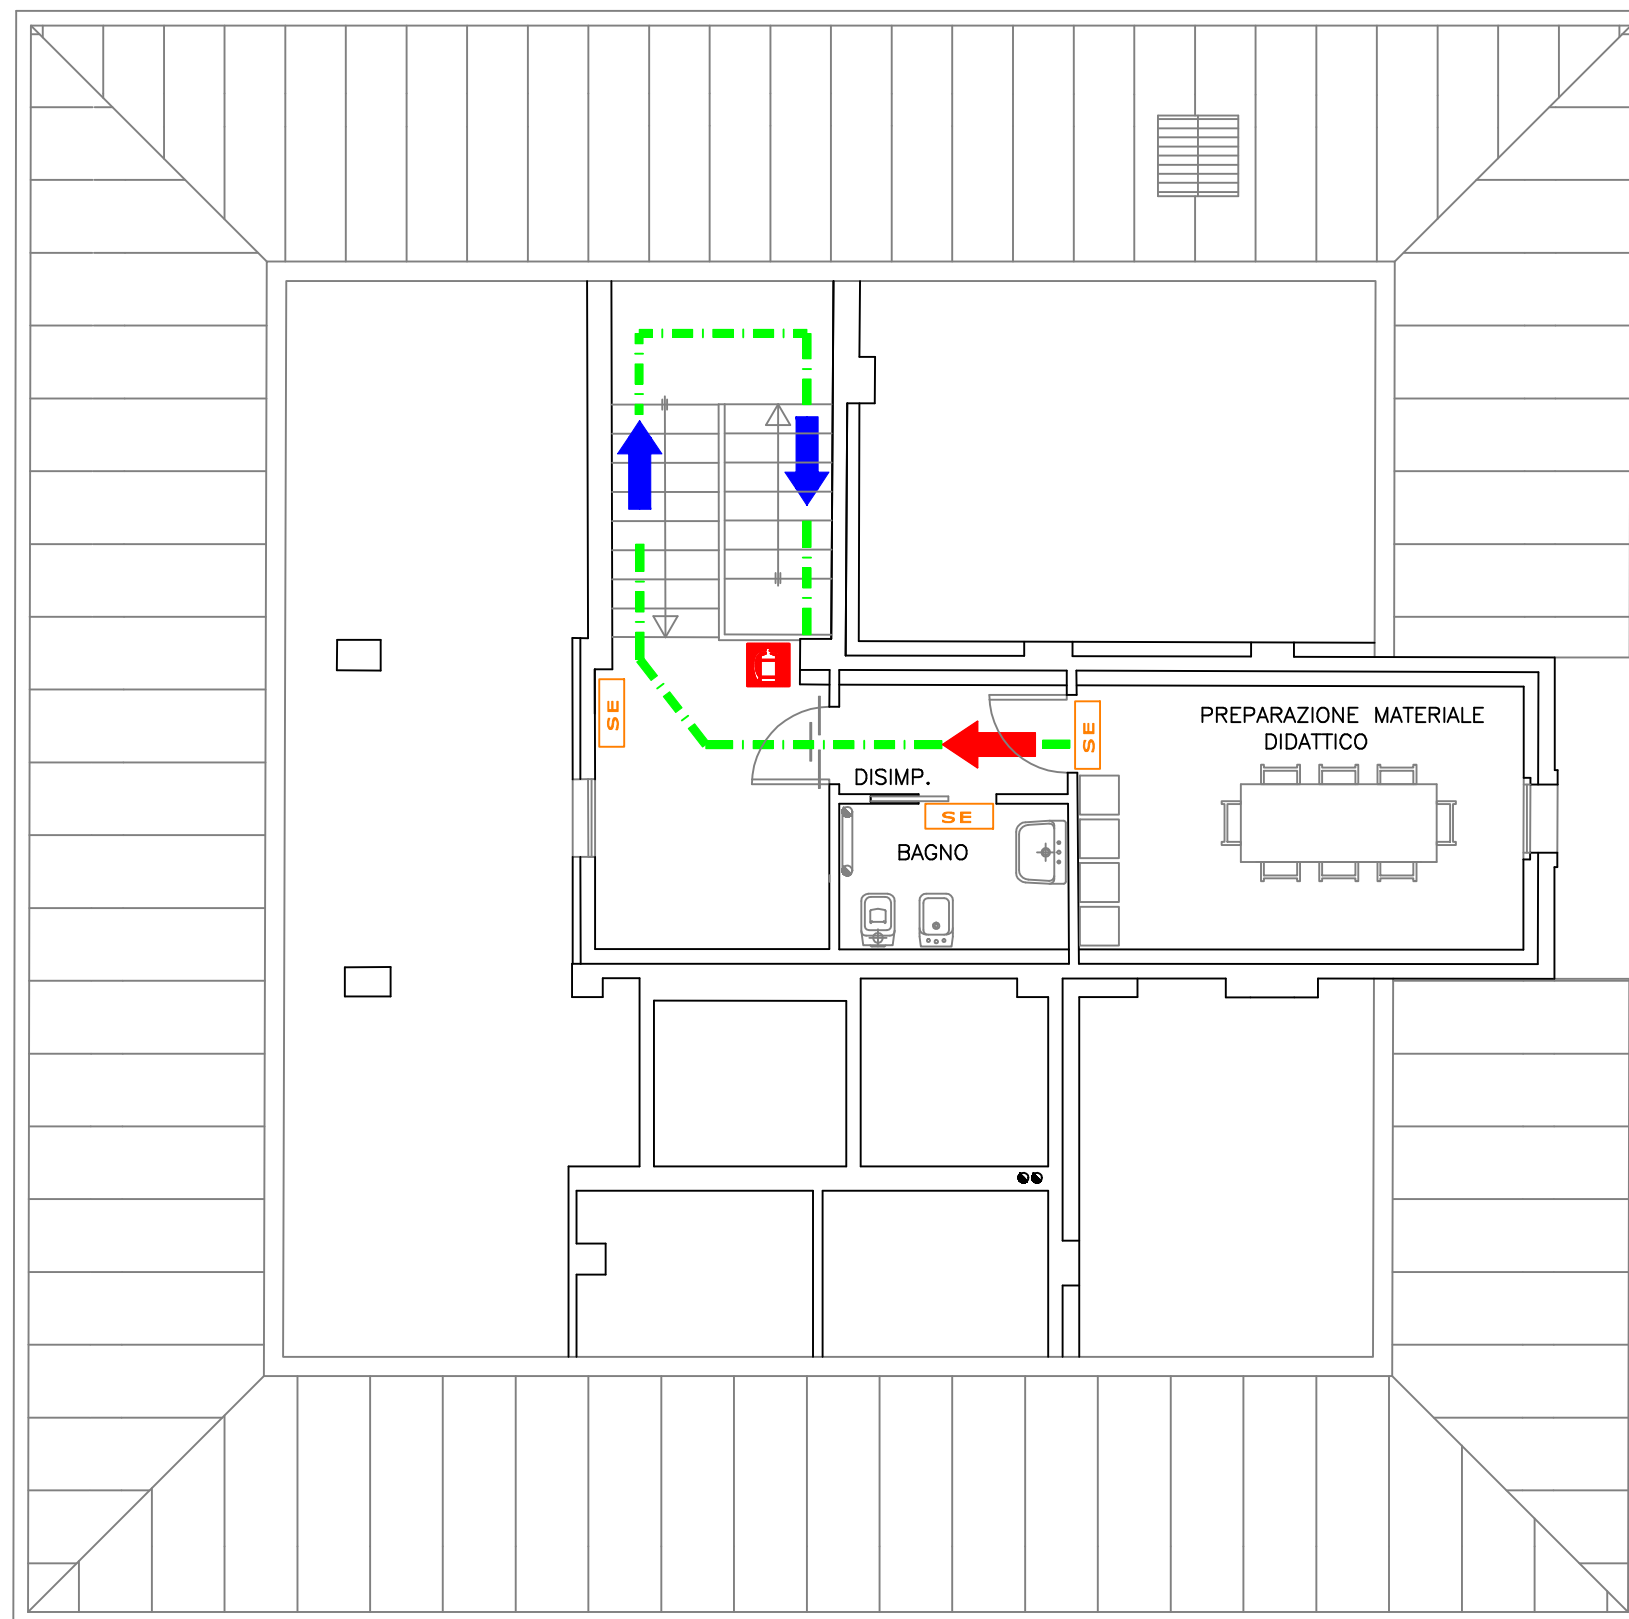 SE
SE
PREPARAZIONE MATERIALE
DIDATTICO
DISIMP.
SE
BAGNO